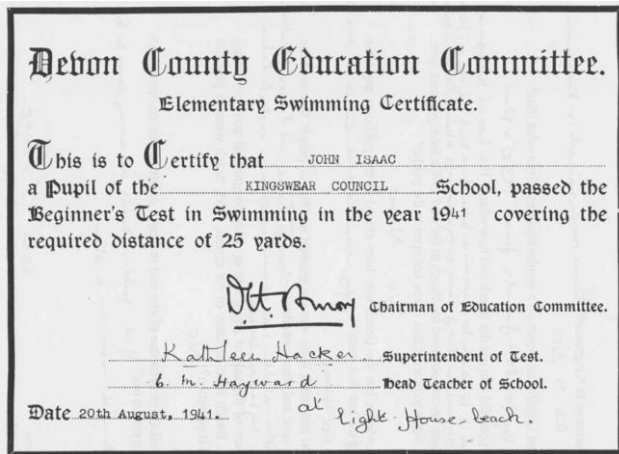 Devon County Education Committee.
Elementary Swimming Certificate.
This is to Certify that JOHN ISAAC
a Pupil of the KINGSWEAR COUNCIL School, passed the
Beginner's Test in Swimming in the year 1941 covering the
required distance of 25 yards.
Chairman of Education Committee.
Kathleen Hacker. Superintendent of Test.
E. M. Hayward Head Teacher of School.
Date 20th August, 1941. at Light House beach.